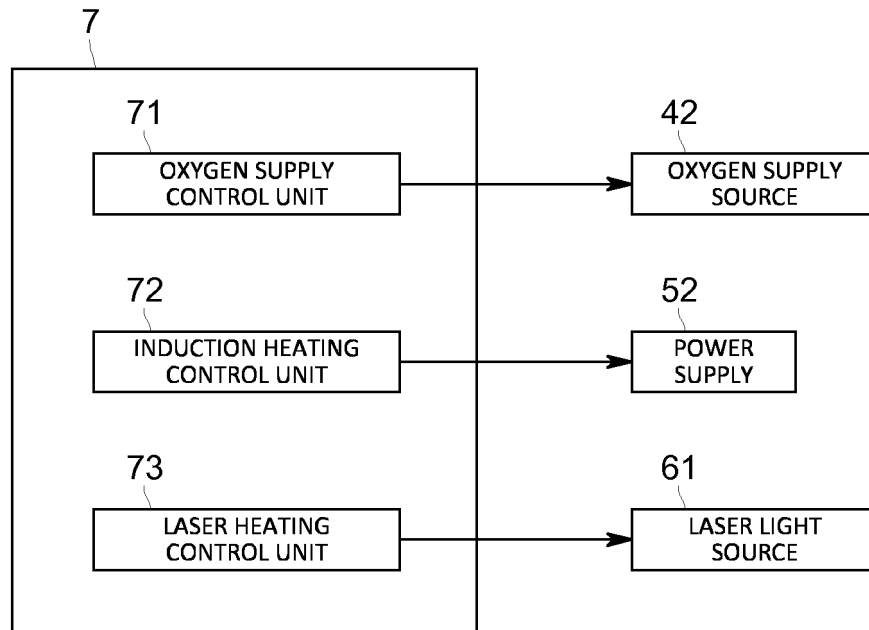 7
71
OXYGEN SUPPLY
CONTROL UNIT
42
OXYGEN SUPPLY
SOURCE
72
INDUCTION HEATING
CONTROL UNIT
52
POWER
SUPPLY
73
LASER HEATING
CONTROL UNIT
61
LASER LIGHT
SOURCE